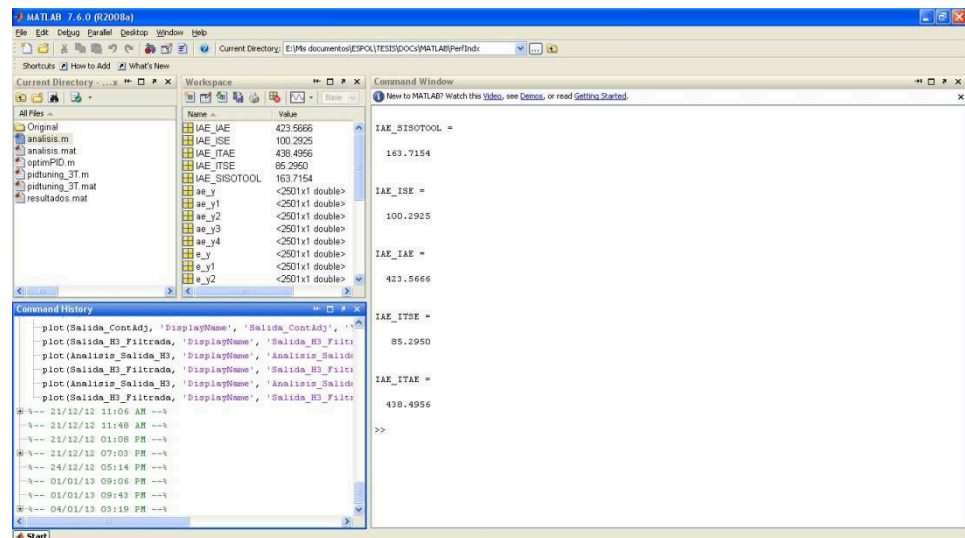 MATLAB 7.6.0 (R2008a)
File Edit Debug Parallel Desktop Window Help
Current Directory: E:\Mis documentos\ESPOL\TESIS\DOCs\MATLAB\PerfIndx
Shortcuts How to Add What's New
Current Directory - ...x
All Files
Original
analisis.m
analisis.mat
optimPID.m
pidtuning_3T.m
pidtuning_3T.mat
resultados.mat
Workspace
Base
Name Value
IAE_IAE 423.5666
IAE_ISE 100.2925
IAE_ITAE 438.4956
IAE_ITSE 85.2950
IAE_SISOTOOL 163.7154
ae_y <2501x1 double>
ae_y1 <2501x1 double>
ae_y2 <2501x1 double>
ae_y3 <2501x1 double>
ae_y4 <2501x1 double>
e_y <2501x1 double>
e_y1 <2501x1 double>
e_y2 <2501x1 double>
Command History
plot(Salida_ContAdj, 'DisplayName', 'Salida_ContAdj', 'Y
plot(Salida_H3_Filtrada, 'DisplayName', 'Salida_H3_Filtr
plot(Analisis_Salida_H3, 'DisplayName', 'Analisis_Salida
plot(Salida_H3_Filtrada, 'DisplayName', 'Salida_H3_Filtr
plot(Analisis_Salida_H3, 'DisplayName', 'Analisis_Salida
plot(Salida_H3_Filtrada, 'DisplayName', 'Salida_H3_Filtr
%-- 21/12/12 11:06 AM --%
%-- 21/12/12 11:48 AM --%
%-- 21/12/12 01:08 PM --%
%-- 21/12/12 07:03 PM --%
%-- 24/12/12 05:14 PM --%
%-- 01/01/13 09:06 PM --%
%-- 01/01/13 09:43 PM --%
%-- 04/01/13 03:19 PM --%
Command Window
New to MATLAB? Watch this Video, see Demos, or read Getting Started.
IAE_SISOTOOL =
163.7154
IAE_ISE =
100.2925
IAE_IAE =
423.5666
IAE_ITSE =
85.2950
IAE_ITAE =
438.4956
>>
Start